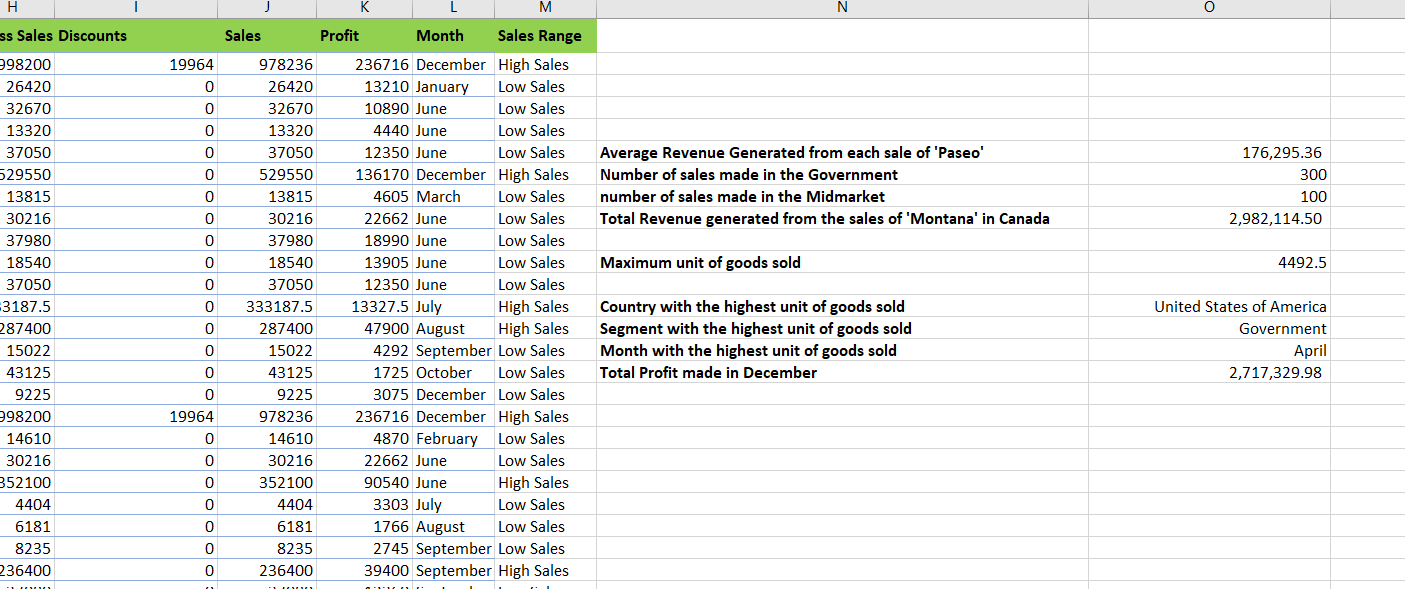 H I J K L M N O
ss Sales Discounts Sales Profit Month Sales Range
998200 19964 978236 236716 December High Sales
26420 0 26420 13210 January Low Sales
32670 0 32670 10890 June Low Sales
13320 0 13320 4440 June Low Sales
37050 0 37050 12350 June Low Sales Average Revenue Generated from each sale of 'Paseo' 176,295.36
529550 0 529550 136170 December High Sales Number of sales made in the Government 300
13815 0 13815 4605 March Low Sales number of sales made in the Midmarket 100
30216 0 30216 22662 June Low Sales Total Revenue generated from the sales of 'Montana' in Canada 2,982,114.50
37980 0 37980 18990 June Low Sales
18540 0 18540 13905 June Low Sales Maximum unit of goods sold 4492.5
37050 0 37050 12350 June Low Sales
33187.5 0 333187.5 13327.5 July High Sales Country with the highest unit of goods sold United States of America
287400 0 287400 47900 August High Sales Segment with the highest unit of goods sold Government
15022 0 15022 4292 September Low Sales Month with the highest unit of goods sold April
43125 0 43125 1725 October Low Sales Total Profit made in December 2,717,329.98
9225 0 9225 3075 December Low Sales
998200 19964 978236 236716 December High Sales
14610 0 14610 4870 February Low Sales
30216 0 30216 22662 June Low Sales
352100 0 352100 90540 June High Sales
4404 0 4404 3303 July Low Sales
6181 0 6181 1766 August Low Sales
8235 0 8235 2745 September Low Sales
236400 0 236400 39400 September High Sales